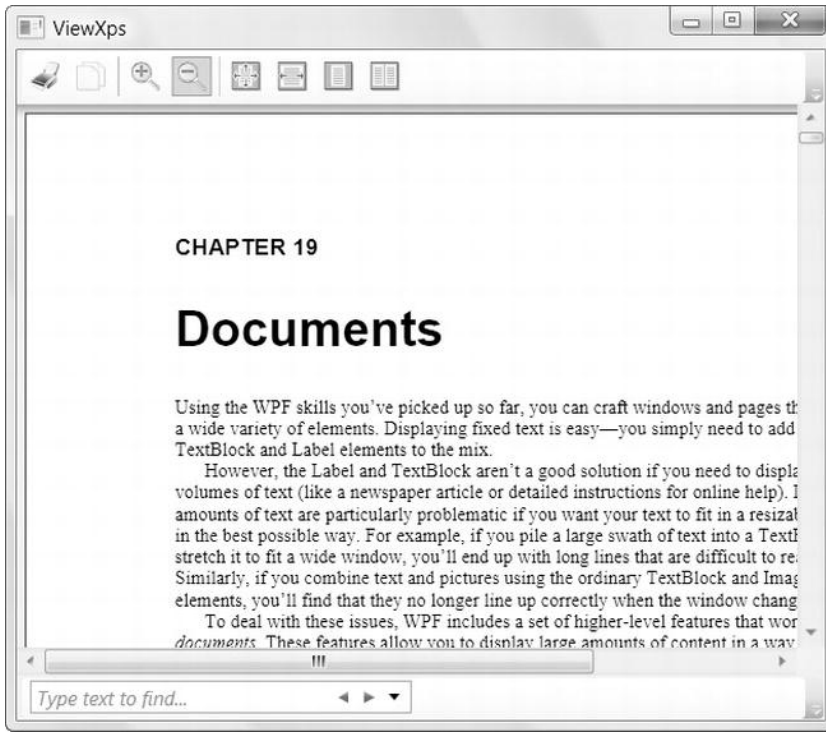 ViewXps
CHAPTER 19
Documents
Using the WPF skills you've picked up so far, you can craft windows and pages th
a wide variety of elements. Displaying fixed text is easy—you simply need to add
TextBlock and Label elements to the mix.
However, the Label and TextBlock aren't a good solution if you need to displa
volumes of text (like a newspaper article or detailed instructions for online help).
amounts of text are particularly problematic if you want your text to fit in a resizab
in the best possible way. For example, if you pile a large swath of text into a Text
stretch it to fit a wide window, you'll end up with long lines that are difficult to re
Similarly, if you combine text and pictures using the ordinary TextBlock and Imag
elements, you'll find that they no longer line up correctly when the window chang
To deal with these issues, WPF includes a set of higher-level features that wor
documents. These features allow you to display large amounts of content in a way
Type text to find...